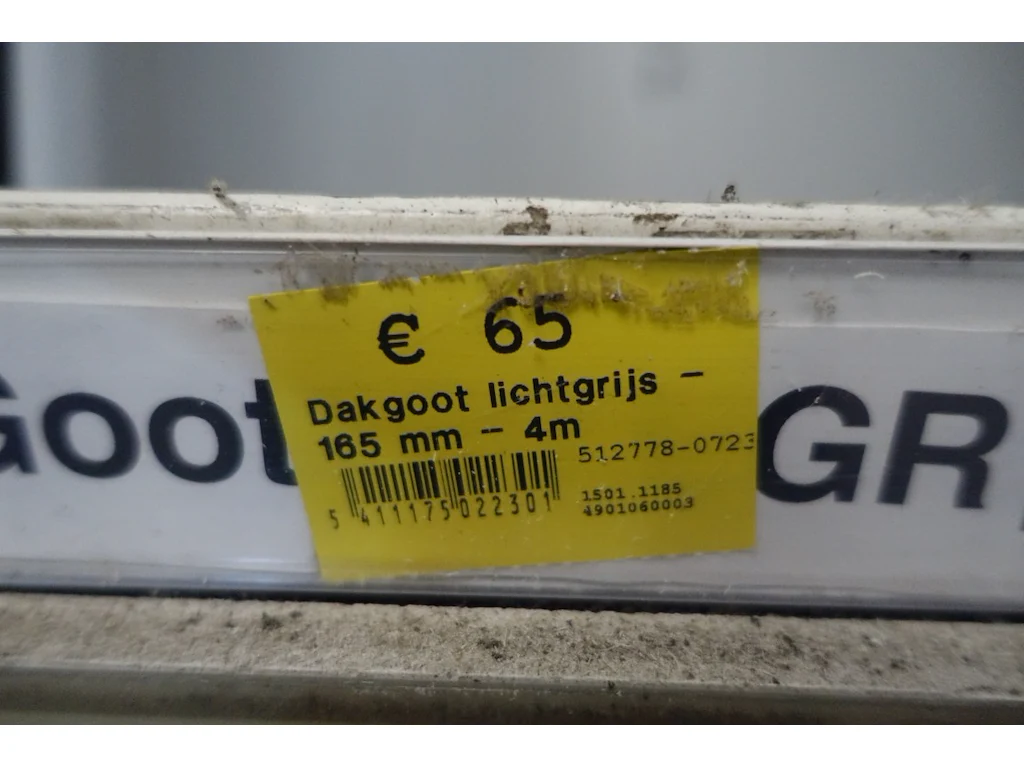 € 65
Dakgoot lichtgrijs -
165 mm - 4m
512778-0723
5 411175 022301
1501.1185
4901060003
Goot
GR